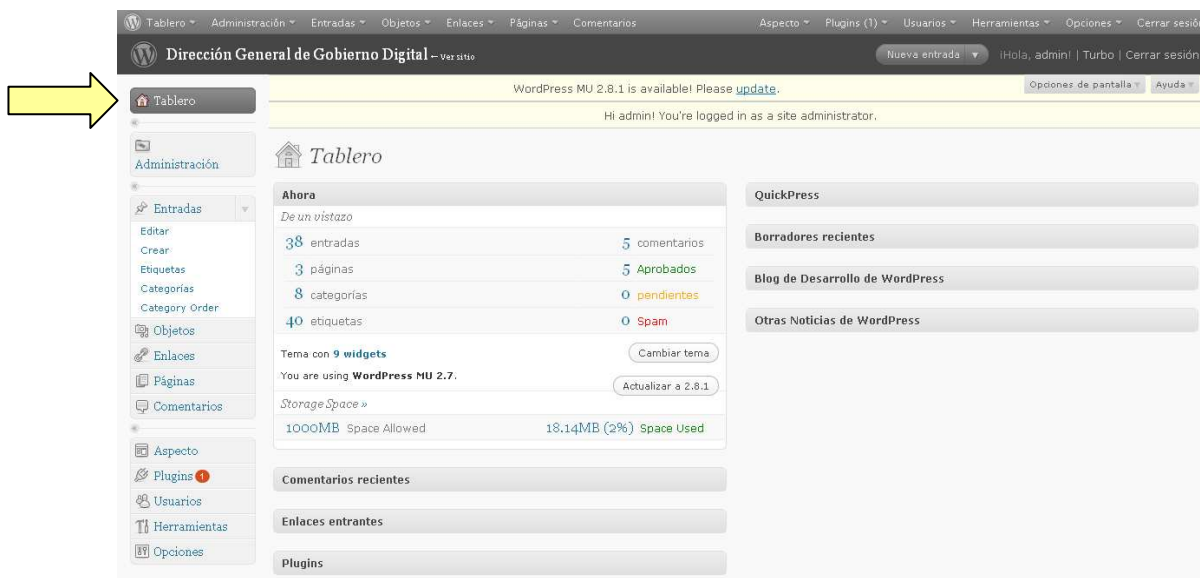 Tablero Administración Entradas Objetos Enlaces Páginas Comentarios Aspecto Plugins (1) Usuarios Herramientas Opciones Cerrar sesión
Dirección General de Gobierno Digital ← Ver sitio Nueva entrada ¡Hola, admin! | Turbo | Cerrar sesión
WordPress MU 2.8.1 is available! Please update. Opciones de pantalla Ayuda
Hi admin! You're logged in as a site administrator.
Tablero
Administración
Entradas
Editar
Crear
Etiquetas
Categorías
Category Order
Objetos
Enlaces
Páginas
Comentarios
Aspecto
Plugins 1
Usuarios
Herramientas
Opciones
Tablero
Ahora
De un vistazo
38 entradas 5 comentarios
3 páginas 5 Aprobados
8 categorías 0 pendientes
40 etiquetas 0 Spam
Tema con 9 widgets Cambiar tema
You are using WordPress MU 2.7. Actualizar a 2.8.1
Storage Space »
1000MB Space Allowed 18.14MB (2%) Space Used
Comentarios recientes
Enlaces entrantes
Plugins
QuickPress
Borradores recientes
Blog de Desarrollo de WordPress
Otras Noticias de WordPress